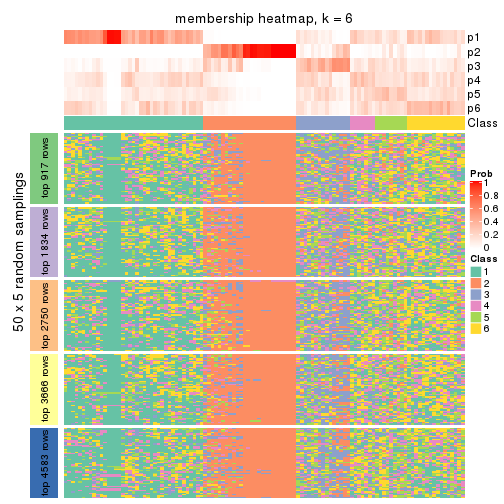 membership heatmap, k = 6
p1
p2
p3
p4
p5
p6
Class
50 x 5 random samplings
top 917 rows
top 1834 rows
top 2750 rows
top 3666 rows
top 4583 rows
Prob
1
0.8
0.6
0.4
0.2
0
Class
1
2
3
4
5
6